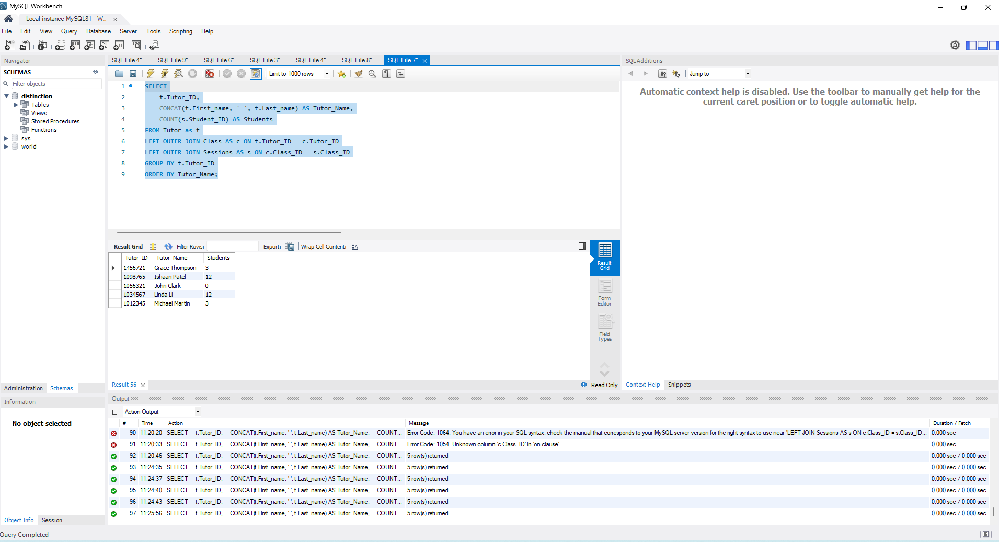 MySQL Workbench
Local instance MySQL81 - W...
File Edit View Query Database Server Tools Scripting Help
Navigator
SCHEMAS
Filter objects
distinction
Tables
Views
Stored Procedures
Functions
sys
world
Administration Schemas
Information
No object selected
Object Info Session
Query Completed
SQL File 4* SQL File 9* SQL File 6* SQL File 3* SQL File 4* SQL File 8* SQL File 7*
Limit to 1000 rows
1 SELECT
2 t.Tutor_ID,
3 CONCAT(t.First_name, ' ', t.Last_name) AS Tutor_Name,
4 COUNT(s.Student_ID) AS Students
5 FROM Tutor as t
6 LEFT OUTER JOIN Class AS c ON t.Tutor_ID = c.Tutor_ID
7 LEFT OUTER JOIN Sessions AS s ON c.Class_ID = s.Class_ID
8 GROUP BY t.Tutor_ID
9 ORDER BY Tutor_Name;
Result Grid Filter Rows: Export: Wrap Cell Content:
Tutor_ID Tutor_Name Students
1456721 Grace Thompson 3
1098765 Ishaan Patel 12
1056321 John Clark 0
1034567 Linda Li 12
1012345 Michael Martin 3
Result
Grid
Form
Editor
Field
Types
Result 56
Read Only
SQLAdditions
Jump to
Automatic context help is disabled. Use the toolbar to manually get help for the
current caret position or to toggle automatic help.
Context Help Snippets
Output
Action Output
# Time Action Message Duration / Fetch
90 11:20:20 SELECT t.Tutor_ID, CONCAT(t.First_name, ' ', t.Last_name) AS Tutor_Name, COUNT... Error Code: 1064. You have an error in your SQL syntax; check the manual that corresponds to your MySQL server version for the right syntax to use near 'LEFT JOIN Sessions AS s ON c.Class_ID = s.Class_ID... 0.000 sec
91 11:20:33 SELECT t.Tutor_ID, CONCAT(t.First_name, ' ', t.Last_name) AS Tutor_Name, COUNT... Error Code: 1054. Unknown column 'c.Class_ID' in 'on clause' 0.000 sec
92 11:20:46 SELECT t.Tutor_ID, CONCAT(t.First_name, ' ', t.Last_name) AS Tutor_Name, COUNT... 5 row(s) returned 0.000 sec / 0.000 sec
93 11:24:35 SELECT t.Tutor_ID, CONCAT(t.First_name, ' ', t.Last_name) AS Tutor_Name, COUNT... 5 row(s) returned 0.000 sec / 0.000 sec
94 11:24:37 SELECT t.Tutor_ID, CONCAT(t.First_name, ' ', t.Last_name) AS Tutor_Name, COUNT... 5 row(s) returned 0.000 sec / 0.000 sec
95 11:24:40 SELECT t.Tutor_ID, CONCAT(t.First_name, ' ', t.Last_name) AS Tutor_Name, COUNT... 5 row(s) returned 0.000 sec / 0.000 sec
96 11:24:43 SELECT t.Tutor_ID, CONCAT(t.First_name, ' ', t.Last_name) AS Tutor_Name, COUNT... 5 row(s) returned 0.000 sec / 0.000 sec
97 11:25:56 SELECT t.Tutor_ID, CONCAT(t.First_name, ' ', t.Last_name) AS Tutor_Name, COUNT... 5 row(s) returned 0.000 sec / 0.000 sec